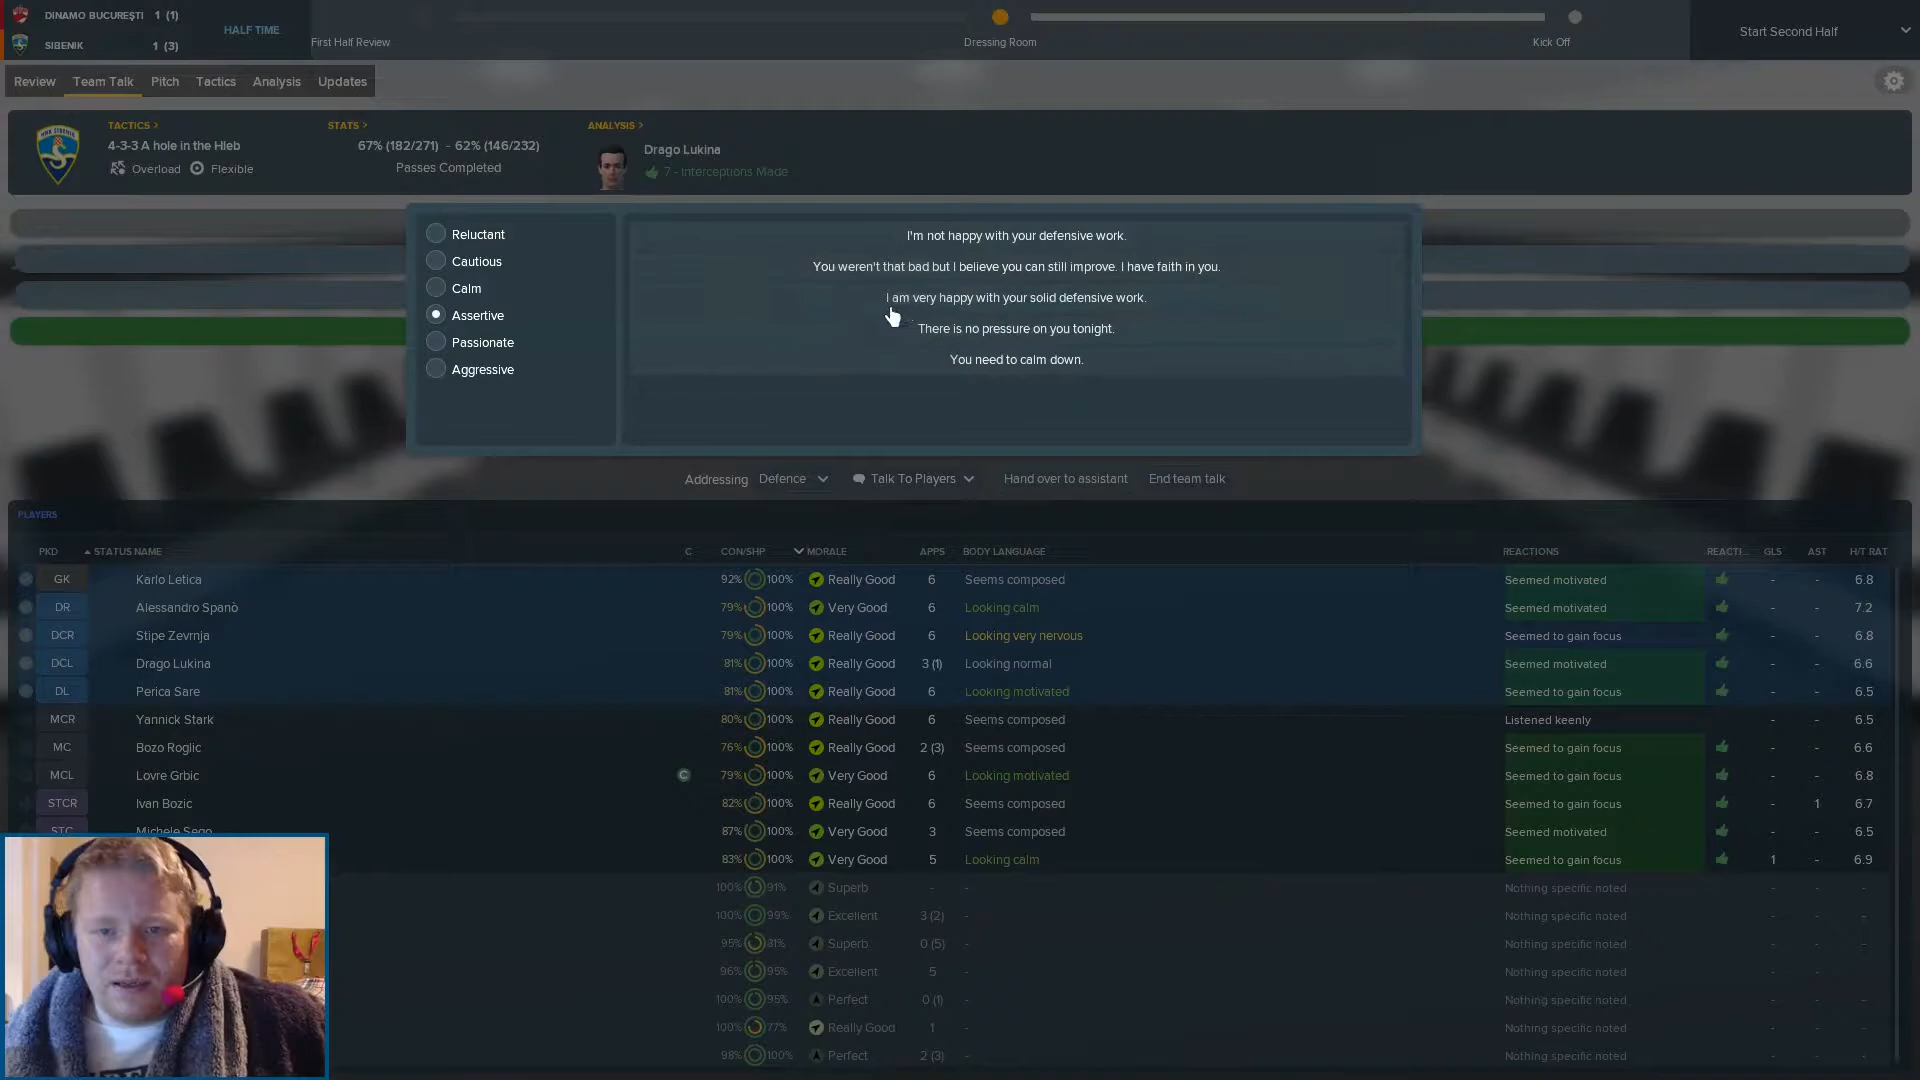 DINAMO BUCUREŞTI 1 (1)
SIBENIK 1 (3)
HALF TIME
First Half Review
Dressing Room
Kick Off
Start Second Half
Review Team Talk Pitch Tactics Analysis Updates
TACTICS >
4-3-3 A hole in the Hleb
Overload Flexible
STATS >
67% (182/271) - 62% (146/232)
Passes Completed
ANALYSIS >
Drago Lukina
7 - Interceptions Made
Reluctant
Cautious
Calm
Assertive
Passionate
Aggressive
I'm not happy with your defensive work.
You weren't that bad but I believe you can still improve. I have faith in you.
I am very happy with your solid defensive work.
There is no pressure on you tonight.
You need to calm down.
Addressing Defence Talk To Players Hand over to assistant End team talk
PLAYERS
PKD STATUS NAME C CON/SHP MORALE APPS BODY LANGUAGE REACTIONS REACTI... GLS AST H/T RAT
GK Karlo Letica 92% 100% Really Good 6 Seems composed Seemed motivated - - 6.8
DR Alessandro Spanò 79% 100% Very Good 6 Looking calm Seemed motivated - - 7.2
DCR Stipe Zevrnja 79% 100% Really Good 6 Looking very nervous Seemed to gain focus - - 6.8
DCL Drago Lukina 81% 100% Really Good 3 (1) Looking normal Seemed motivated - - 6.6
DL Perica Sare 81% 100% Really Good 6 Looking motivated Seemed to gain focus - - 6.5
MCR Yannick Stark 80% 100% Really Good 6 Seems composed Listened keenly - - 6.5
MC Bozo Roglic 76% 100% Really Good 2 (3) Seems composed Seemed to gain focus - - 6.6
MCL Lovre Grbic C 79% 100% Very Good 6 Looking motivated Seemed to gain focus - - 6.8
STCR Ivan Bozic 82% 100% Really Good 6 Seems composed Seemed to gain focus - 1 6.7
STC Michele Sego 87% 100% Very Good 3 Seems composed Seemed motivated - - 6.5
83% 100% Very Good 5 Looking calm Seemed to gain focus 1 - 6.9
100% 91% Superb - - Nothing specific noted - - -
100% 99% Excellent 3 (2) - Nothing specific noted - - -
95% 81% Superb 0 (5) - Nothing specific noted - - -
96% 95% Excellent 5 - Nothing specific noted - - -
100% 95% Perfect 0 (1) - Nothing specific noted - - -
100% 77% Really Good 1 - Nothing specific noted - - -
98% 100% Perfect 2 (3) - Nothing specific noted - - -